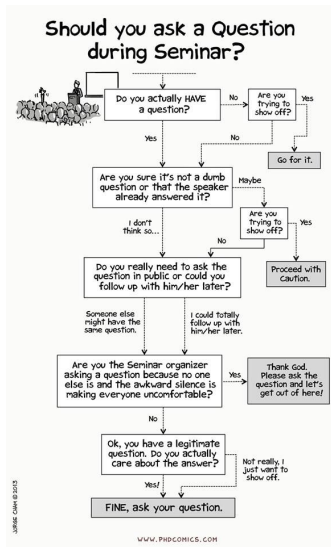 Should you ask a Question
during Seminar?
Do you actually HAVE
a question?
No
Are you
trying to
show off?
Yes
Go for it.
Yes
No
Are you sure it's not a dumb
question or that the speaker
already answered it?
Maybe
Are you
trying to
show off?
Yes
Proceed with
Caution.
I don't
think so...
No
Do you really need to ask the
question in public or could you
follow up with him/her later?
Someone else
might have the
same question.
I could totally
follow up with
him/her later.
Are you the Seminar organizer
asking a question because no one
else is and the awkward silence is
making everyone uncomfortable?
Yes
Thank God.
Please ask the
question and let's
get out of here!
No
Ok, you have a legitimate
question. Do you actually
care about the answer?
Yes!
Not really, I
just want to
show off.
FINE, ask your question.
JORGE CHAM © 2013
WWW.PHDCOMICS.COM